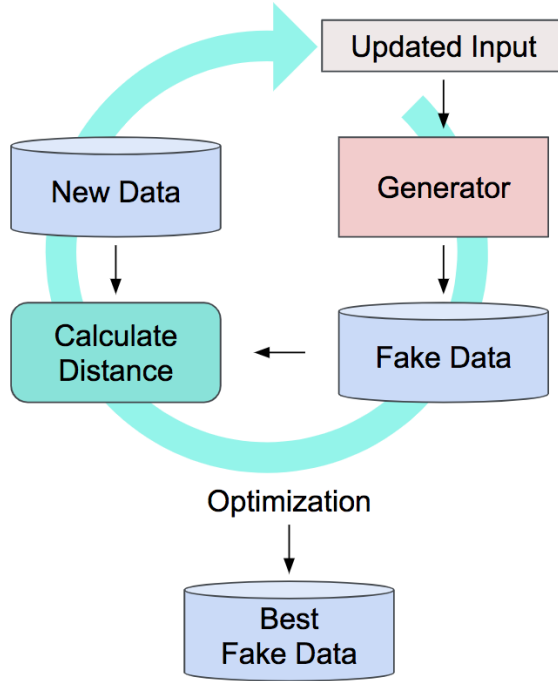 Updated Input
New Data
Generator
Calculate
Distance
Fake Data
Optimization
Best
Fake Data